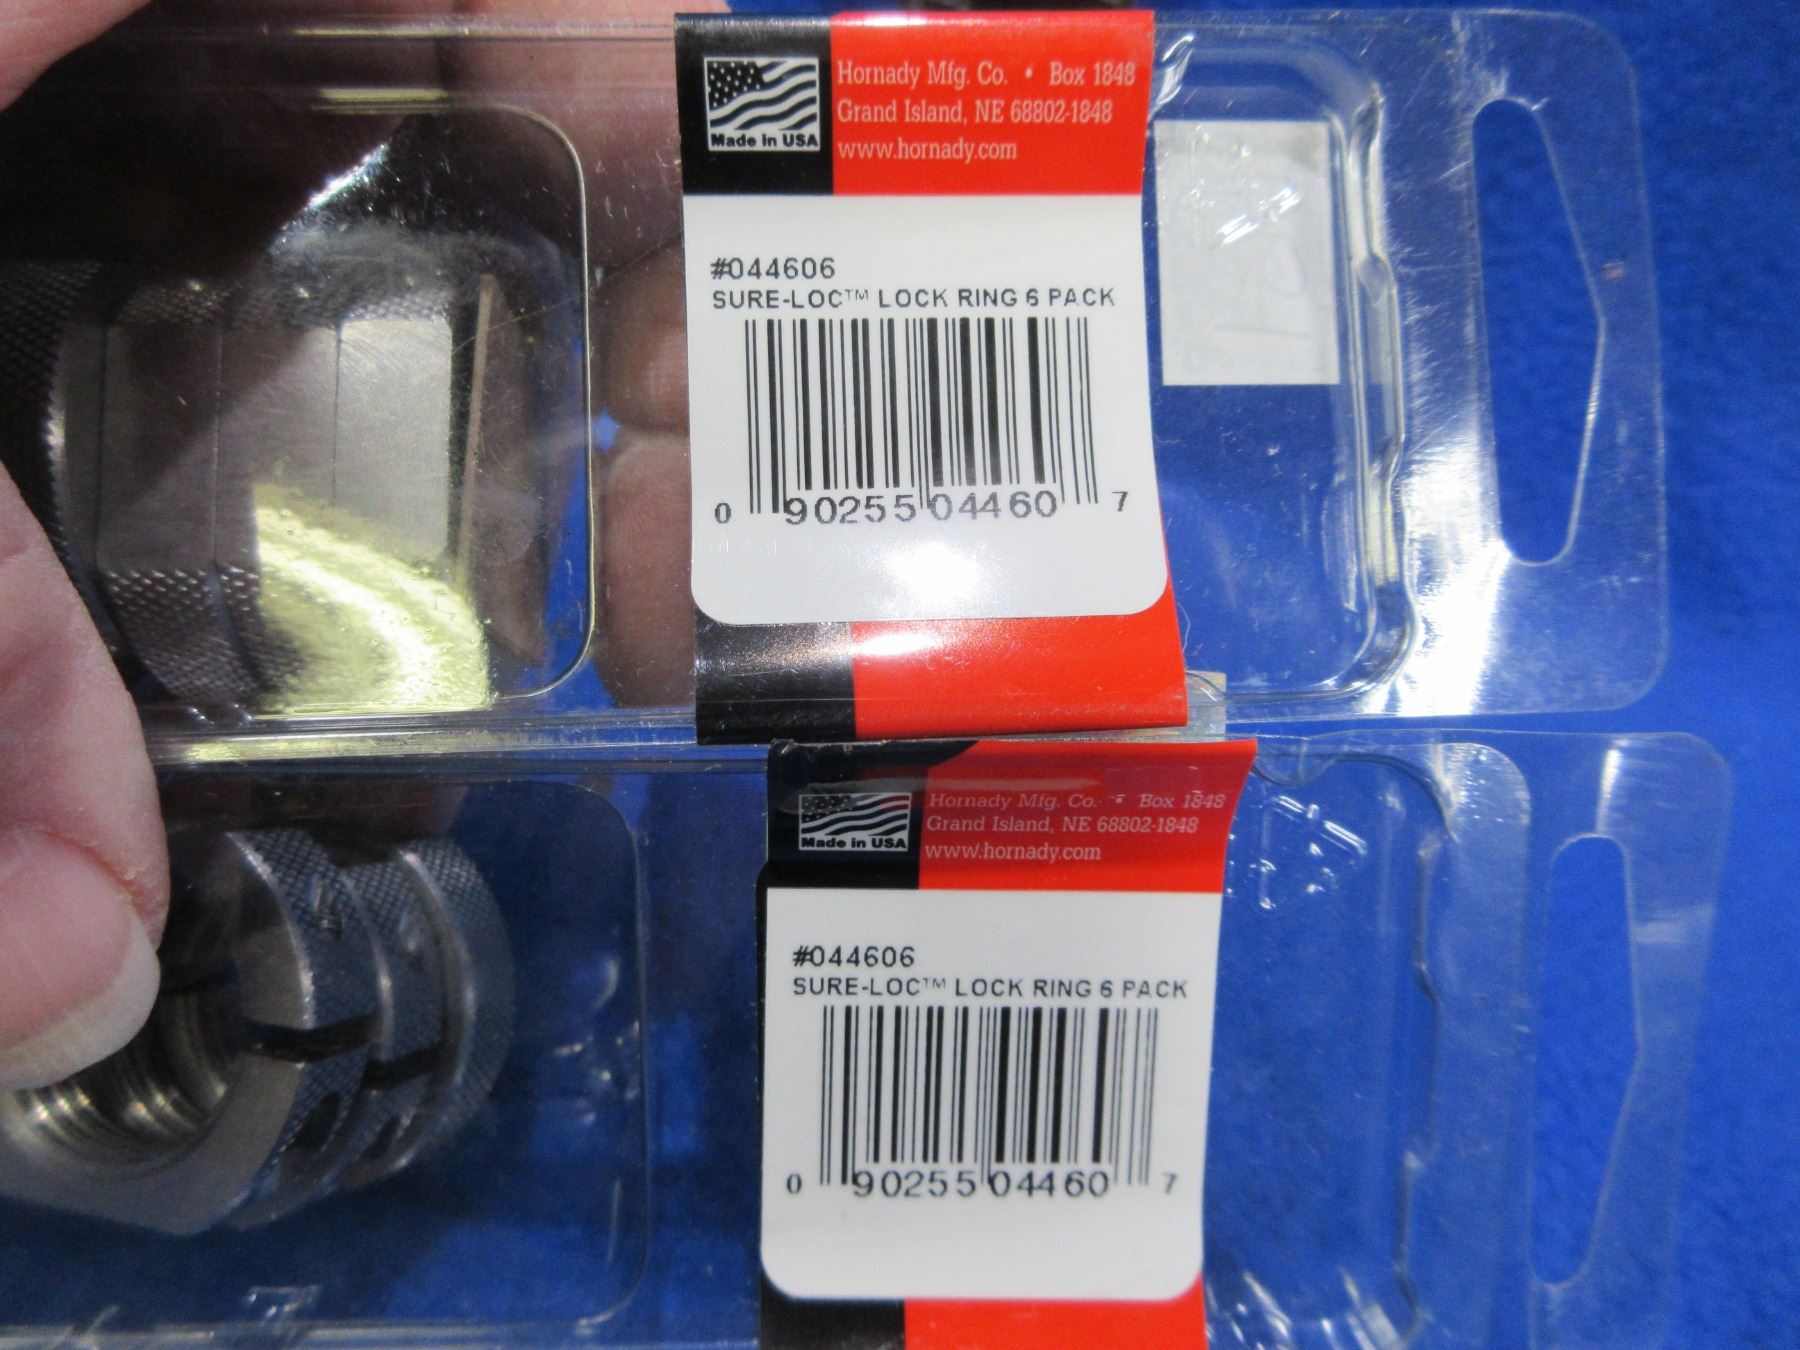 Made in USA
Hornady Mfg. Co. • Box 1848
Grand Island, NE 68802-1848
www.hornady.com
#044606
SURE-LOC™ LOCK RING 6 PACK
0 90255 04460 7
Made in USA
Hornady Mfg. Co. • Box 1848
Grand Island, NE 68802-1848
www.hornady.com
#044606
SURE-LOC™ LOCK RING 6 PACK
0 90255 04460 7